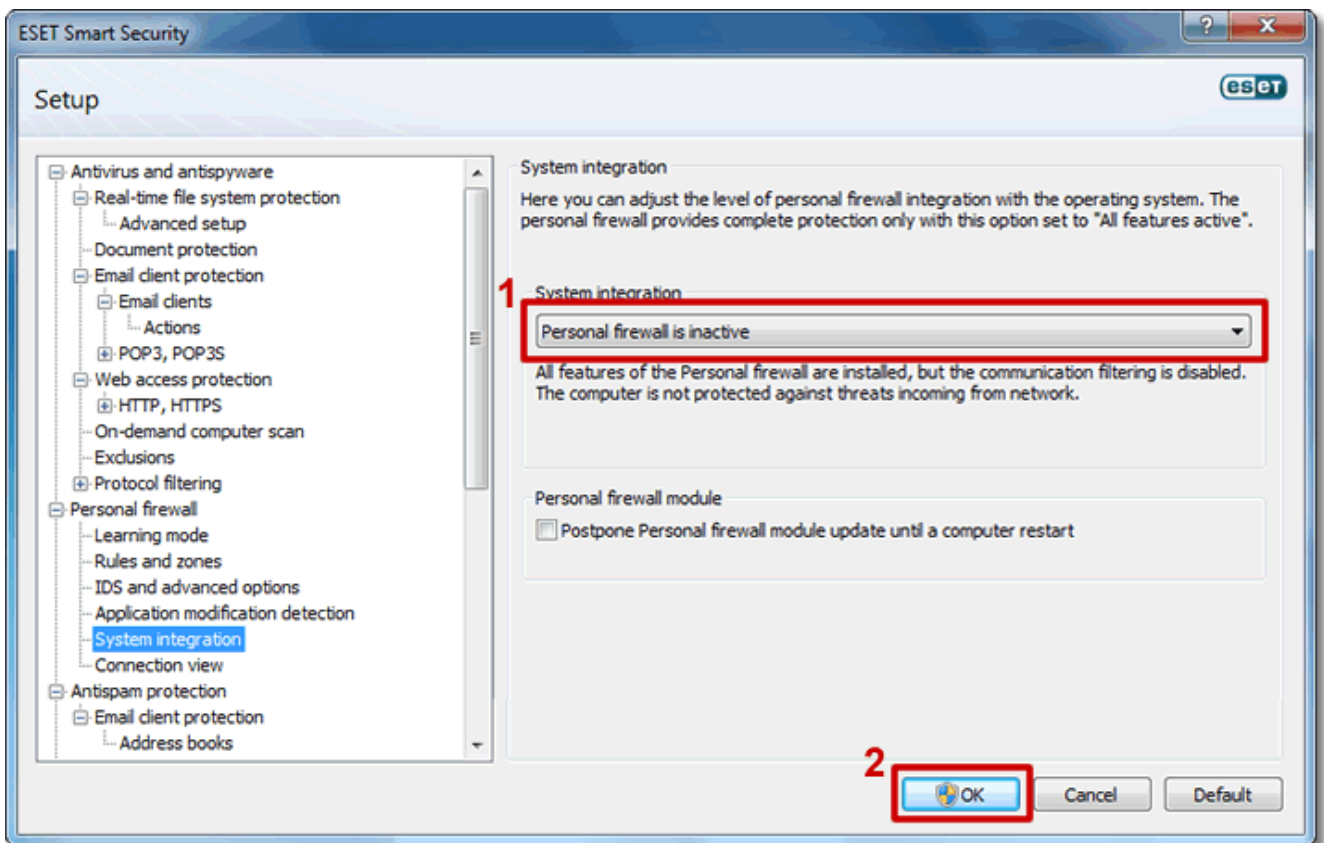 ESET Smart Security
?
x
Setup
eset
Antivirus and antispyware
Real-time file system protection
Advanced setup
Document protection
Email client protection
Email clients
Actions
POP3, POP3S
Web access protection
HTTP, HTTPS
On-demand computer scan
Exclusions
Protocol filtering
Personal firewall
Learning mode
Rules and zones
IDS and advanced options
Application modification detection
System integration
Connection view
Antispam protection
Email client protection
Address books
System integration
Here you can adjust the level of personal firewall integration with the operating system. The
personal firewall provides complete protection only with this option set to "All features active".
1
System integration
Personal firewall is inactive
All features of the Personal firewall are installed, but the communication filtering is disabled.
The computer is not protected against threats incoming from network.
Personal firewall module
Postpone Personal firewall module update until a computer restart
2
OK
Cancel
Default